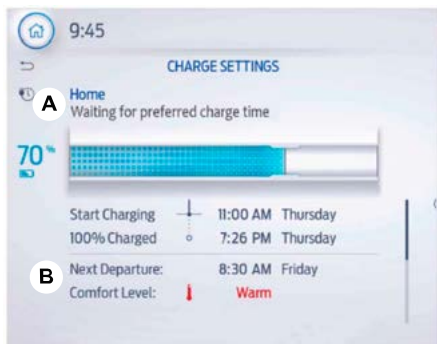 9:45
CHARGE SETTINGS
A Home
Waiting for preferred charge time
70%
Start Charging 11:00 AM Thursday
100% Charged 7:26 PM Thursday
B Next Departure: 8:30 AM Friday
Comfort Level: Warm